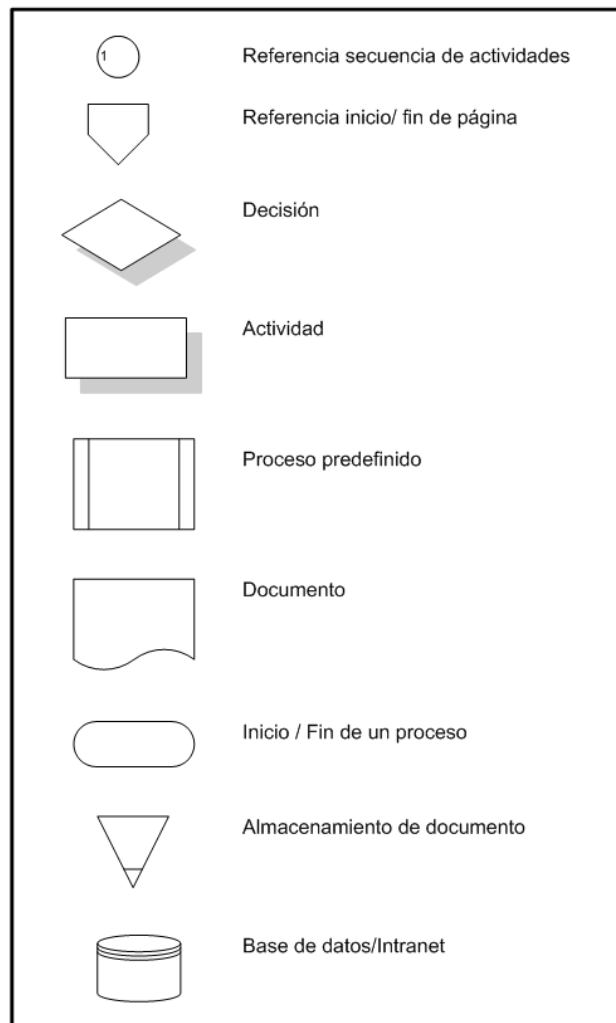 1 Referencia secuencia de actividades
Referencia inicio/ fin de página
Decisión
Actividad
Proceso predefinido
Documento
Inicio / Fin de un proceso
Almacenamiento de documento
Base de datos/Intranet